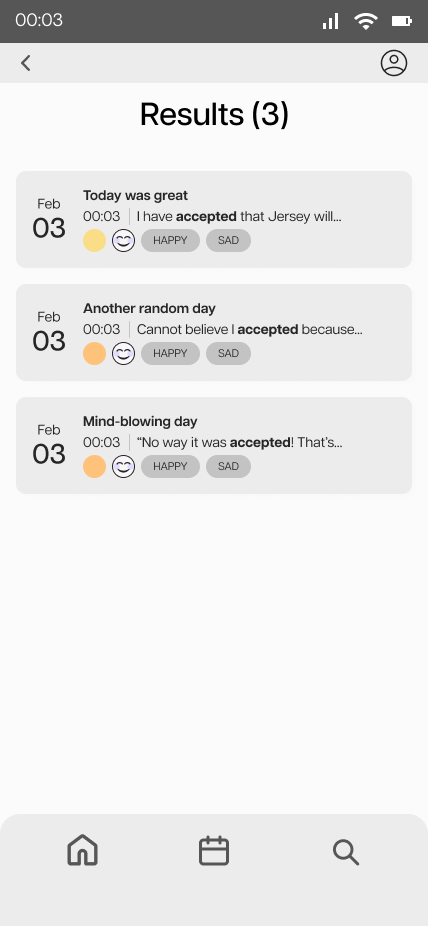 00:03
Results (3)
Feb
03
Today was great
00:03 I have accepted that Jersey will...
HAPPY SAD
Feb
03
Another random day
00:03 Cannot believe I accepted because...
HAPPY SAD
Feb
03
Mind-blowing day
00:03 “No way it was accepted! That’s...
HAPPY SAD